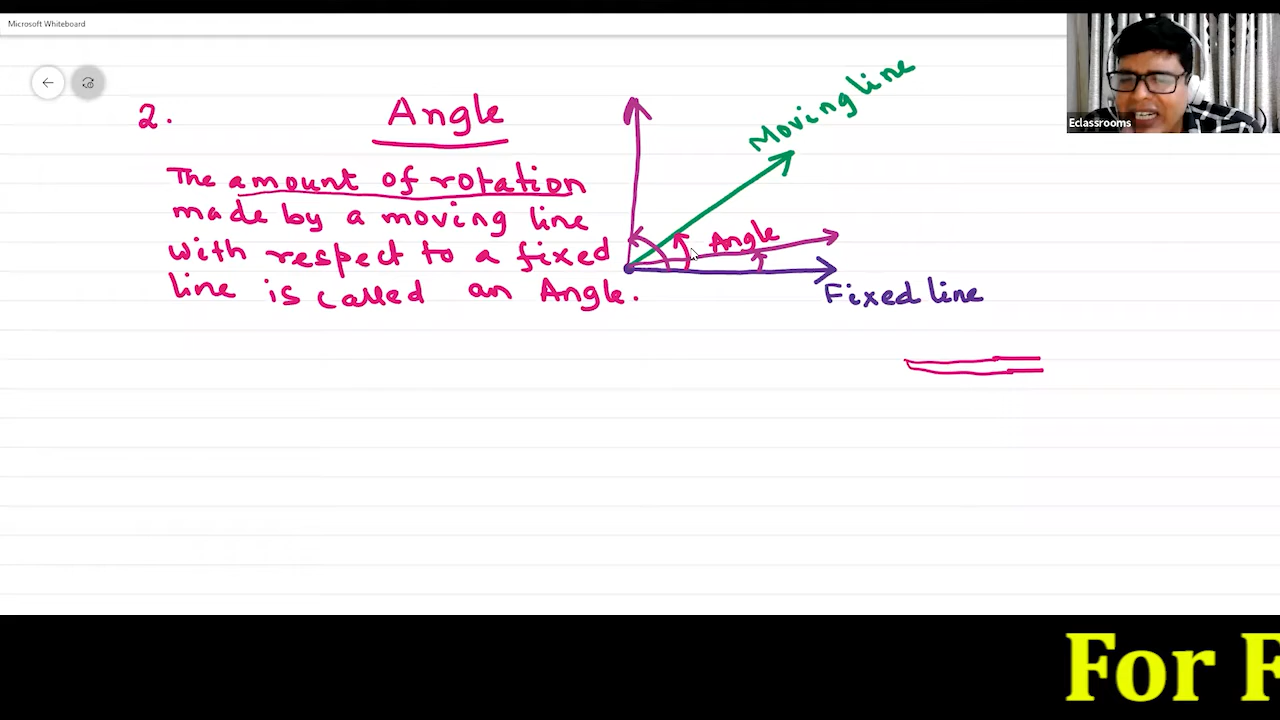 Microsoft Whiteboard
2.
Angle
The amount of rotation
made by a moving line
with respect to a fixed
line is called an Angle.
Moving line
Angle
Fixed line
Eclassrooms
For F